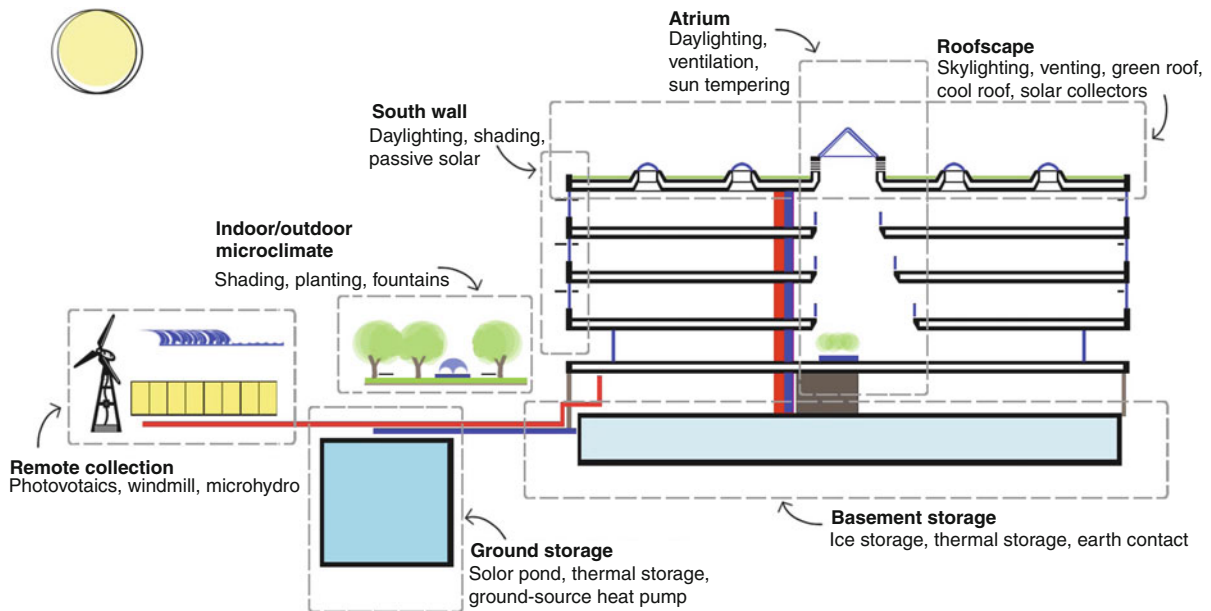 Atrium
Daylighting,
ventilation,
sun tempering
Roofscape
Skylighting, venting, green roof,
cool roof, solar collectors
South wall
Daylighting, shading,
passive solar
Indoor/outdoor
microclimate
Shading, planting, fountains
Remote collection
Photovotaics, windmill, microhydro
Ground storage
Solor pond, thermal storage,
ground-source heat pump
Basement storage
Ice storage, thermal storage, earth contact